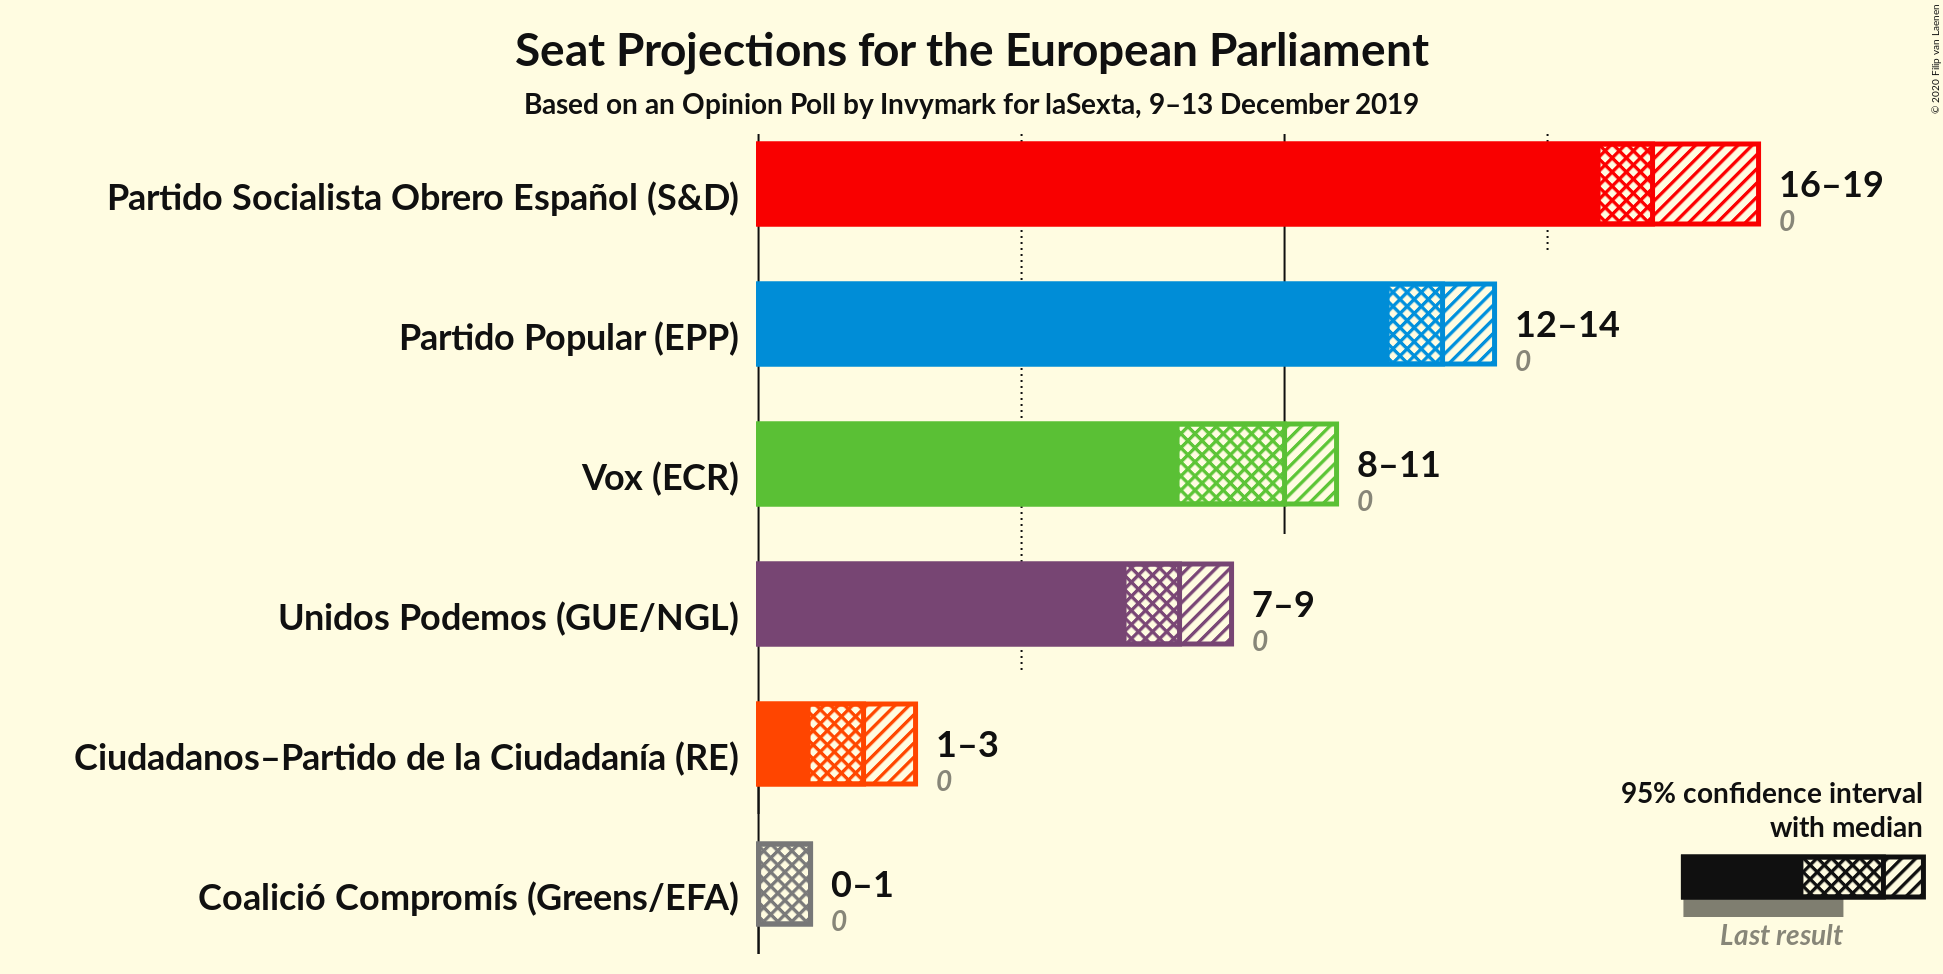 Seat Projections for the European Parliament
Based on an Opinion Poll by Invymark for laSexta, 9–13 December 2019
© 2020 Filip van Laenen
Partido Socialista Obrero Español (S&D)
16–19
0
Partido Popular (EPP)
12–14
0
Vox (ECR)
8–11
0
Unidos Podemos (GUE/NGL)
7–9
0
Ciudadanos–Partido de la Ciudadanía (RE)
1–3
0
Coalició Compromís (Greens/EFA)
0–1
0
95% confidence interval
with median
Last result